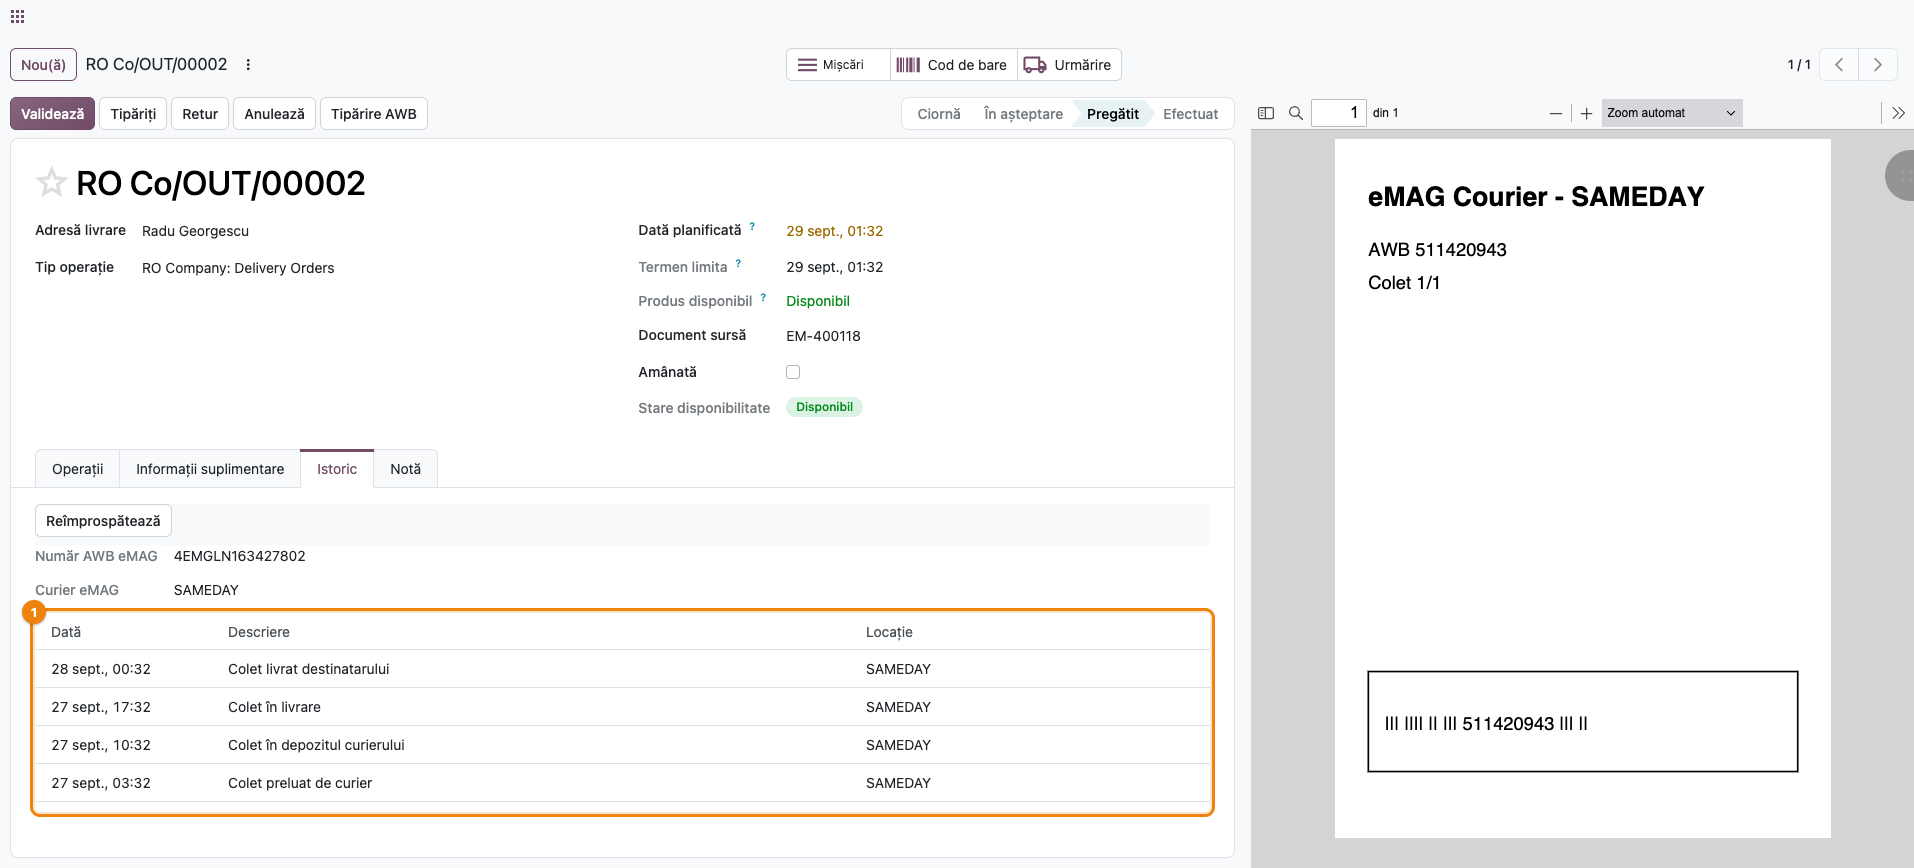 Nou(ă) RO Co/OUT/00002
Mișcări Cod de bare Urmărire
1 / 1
Validează Tipăriți Retur Anulează Tipărire AWB
Ciornă În așteptare Pregătit Efectuat
RO Co/OUT/00002
Adresă livrare Radu Georgescu
Tip operație RO Company: Delivery Orders
Dată planificată ? 29 sept., 01:32
Termen limita ? 29 sept., 01:32
Produs disponibil ? Disponibil
Document sursă EM-400118
Amânată
Stare disponibilitate Disponibil
Operații Informații suplimentare Istoric Notă
Reîmprospătează
Număr AWB eMAG 4EMGLN163427802
Curier eMAG SAMEDAY
1
Dată Descriere Locație
28 sept., 00:32 Colet livrat destinatarului SAMEDAY
27 sept., 17:32 Colet în livrare SAMEDAY
27 sept., 10:32 Colet în depozitul curierului SAMEDAY
27 sept., 03:32 Colet preluat de curier SAMEDAY
1 din 1 Zoom automat
eMAG Courier - SAMEDAY
AWB 511420943
Colet 1/1
III IIII II III 511420943 III II